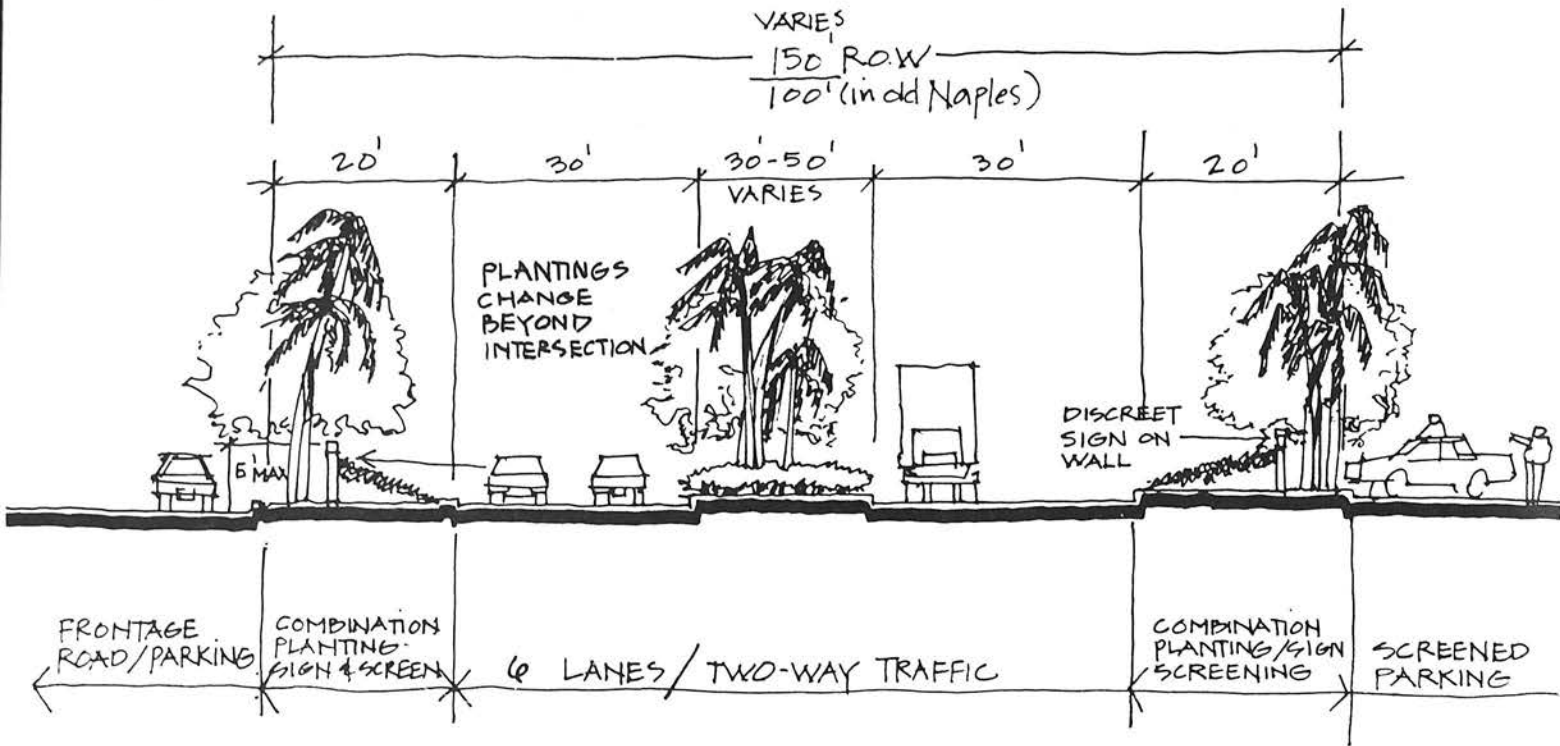 VARIES
150' R.O.W
100' (in old Naples)
20'
30'
30'-50'
VARIES
30'
20'
PLANTINGS
CHANGE
BEYOND
INTERSECTION
DISCREET
SIGN ON
WALL
MAX
FRONTAGE
ROAD/PARKING
COMBINATION
PLANTING-
SIGN & SCREEN
6 LANES / TWO-WAY TRAFFIC
COMBINATION
PLANTING/SIGN
SCREENING
SCREENED
PARKING